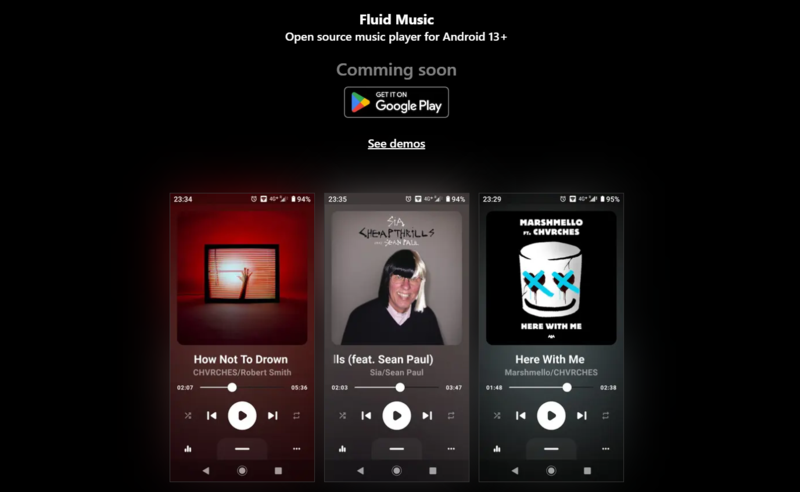 Fluid Music
Open source music player for Android 13+
Comming soon
GET IT ON
Google Play
See demos
23:34
4G+
94%
How Not To Drown
CHVRCHES/Robert Smith
02:07
05:36
23:35
4G+
94%
SIA
CHEAP THRILLS
SEAN PAUL
lls (feat. Sean Paul)
Sia/Sean Paul
02:03
03:47
23:29
4G+
95%
MARSHMELLO
FT. CHVRCHES
HERE WITH ME
Here With Me
Marshmello/CHVRCHES
01:48
02:38